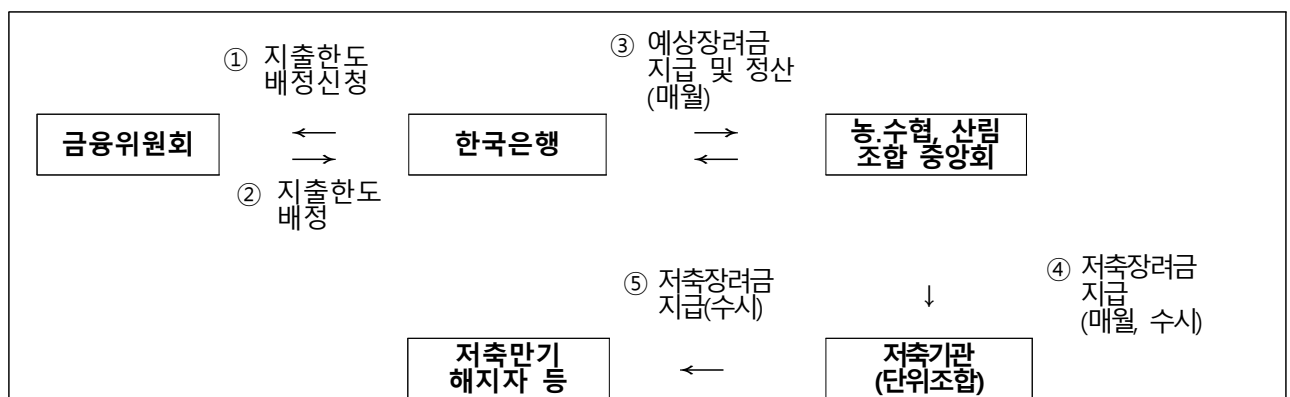 ① 지출한도
배정신청
③ 예상장려금
지급 및 정산
(매월)
금융위원회
←
→
한국은행
→
←
농.수협, 산림
조합 중앙회
② 지출한도
배정
⑤ 저축장려금
지급(수시)
↓
④ 저축장려금
지급
(매월, 수시)
저축만기
해지자 등
←
저축기관
(단위조합)